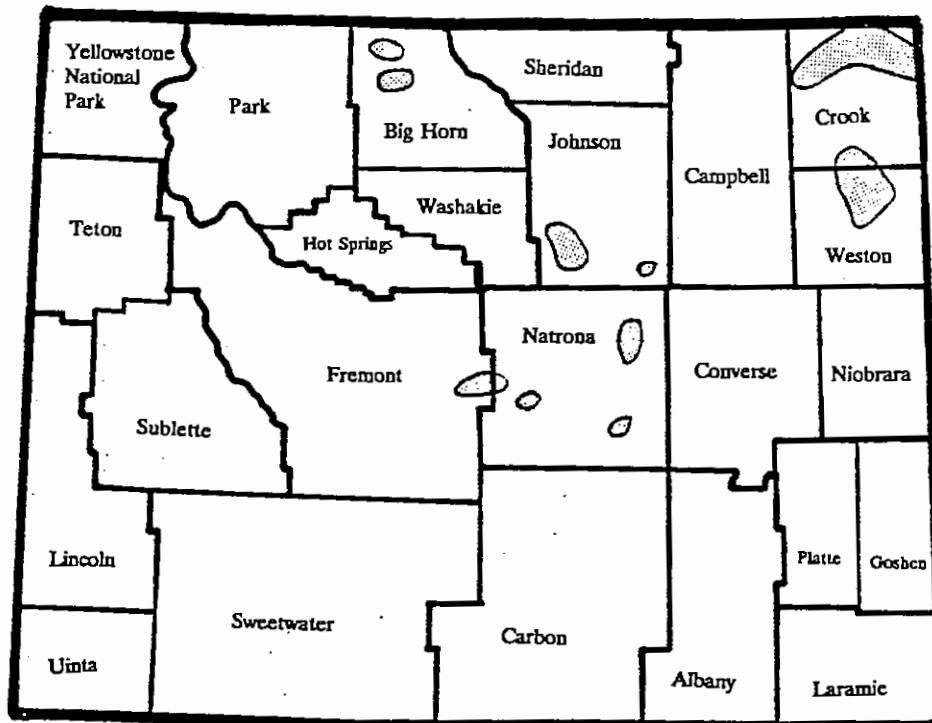 Yellowstone
National
Park
Park
Big Horn
Sheridan
Johnson
Campbell
Crook
Teton
Washakie
Hot Springs
Weston
Fremont
Natrona
Converse
Niobrara
Sublette
Lincoln
Sweetwater
Carbon
Platte
Goshen
Uinta
Albany
Laramie